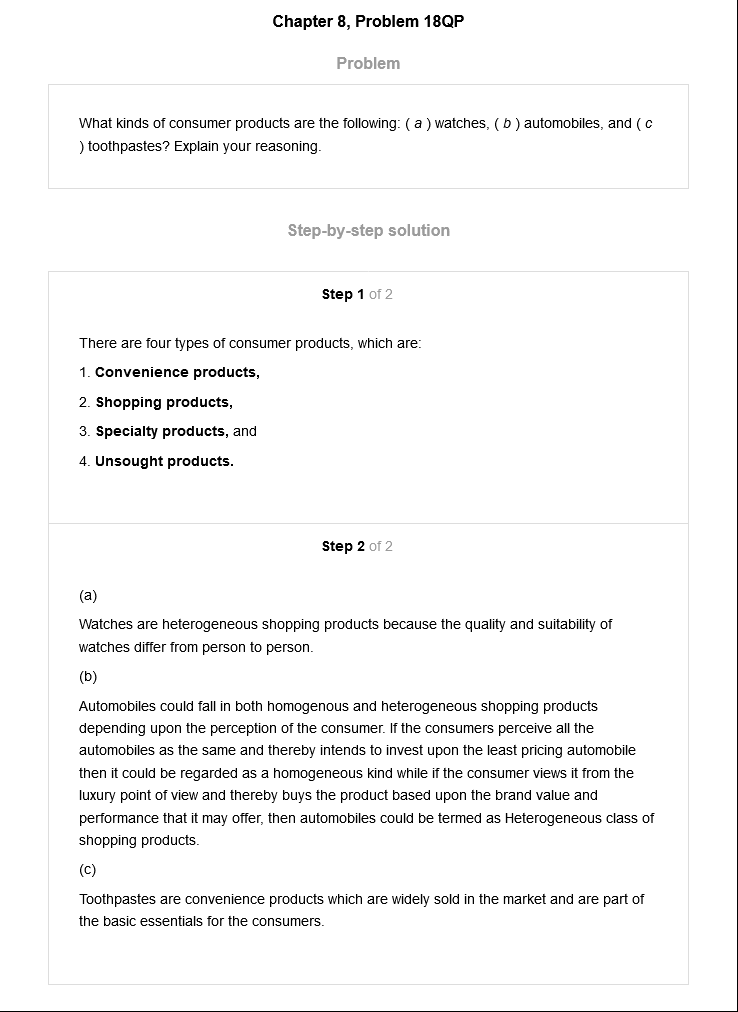 Chapter 8, Problem 18QP
Problem
What kinds of consumer products are the following: ( a ) watches, ( b ) automobiles, and ( c
) toothpastes? Explain your reasoning.
Step-by-step solution
Step 1 of 2
There are four types of consumer products, which are:
1. Convenience products,
2. Shopping products,
3. Specialty products, and
4. Unsought products.
Step 2 of 2
(a)
Watches are heterogeneous shopping products because the quality and suitability of
watches differ from person to person.
(b)
Automobiles could fall in both homogenous and heterogeneous shopping products
depending upon the perception of the consumer. If the consumers perceive all the
automobiles as the same and thereby intends to invest upon the least pricing automobile
then it could be regarded as a homogeneous kind while if the consumer views it from the
luxury point of view and thereby buys the product based upon the brand value and
performance that it may offer, then automobiles could be termed as Heterogeneous class of
shopping products.
(c)
Toothpastes are convenience products which are widely sold in the market and are part of
the basic essentials for the consumers.